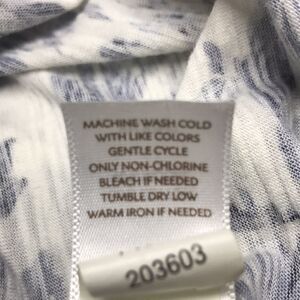 MACHINE WASH COLD
WITH LIKE COLORS
GENTLE CYCLE
ONLY NON-CHLORINE
BLEACH IF NEEDED
TUMBLE DRY LOW
WARM IRON IF NEEDED
203603